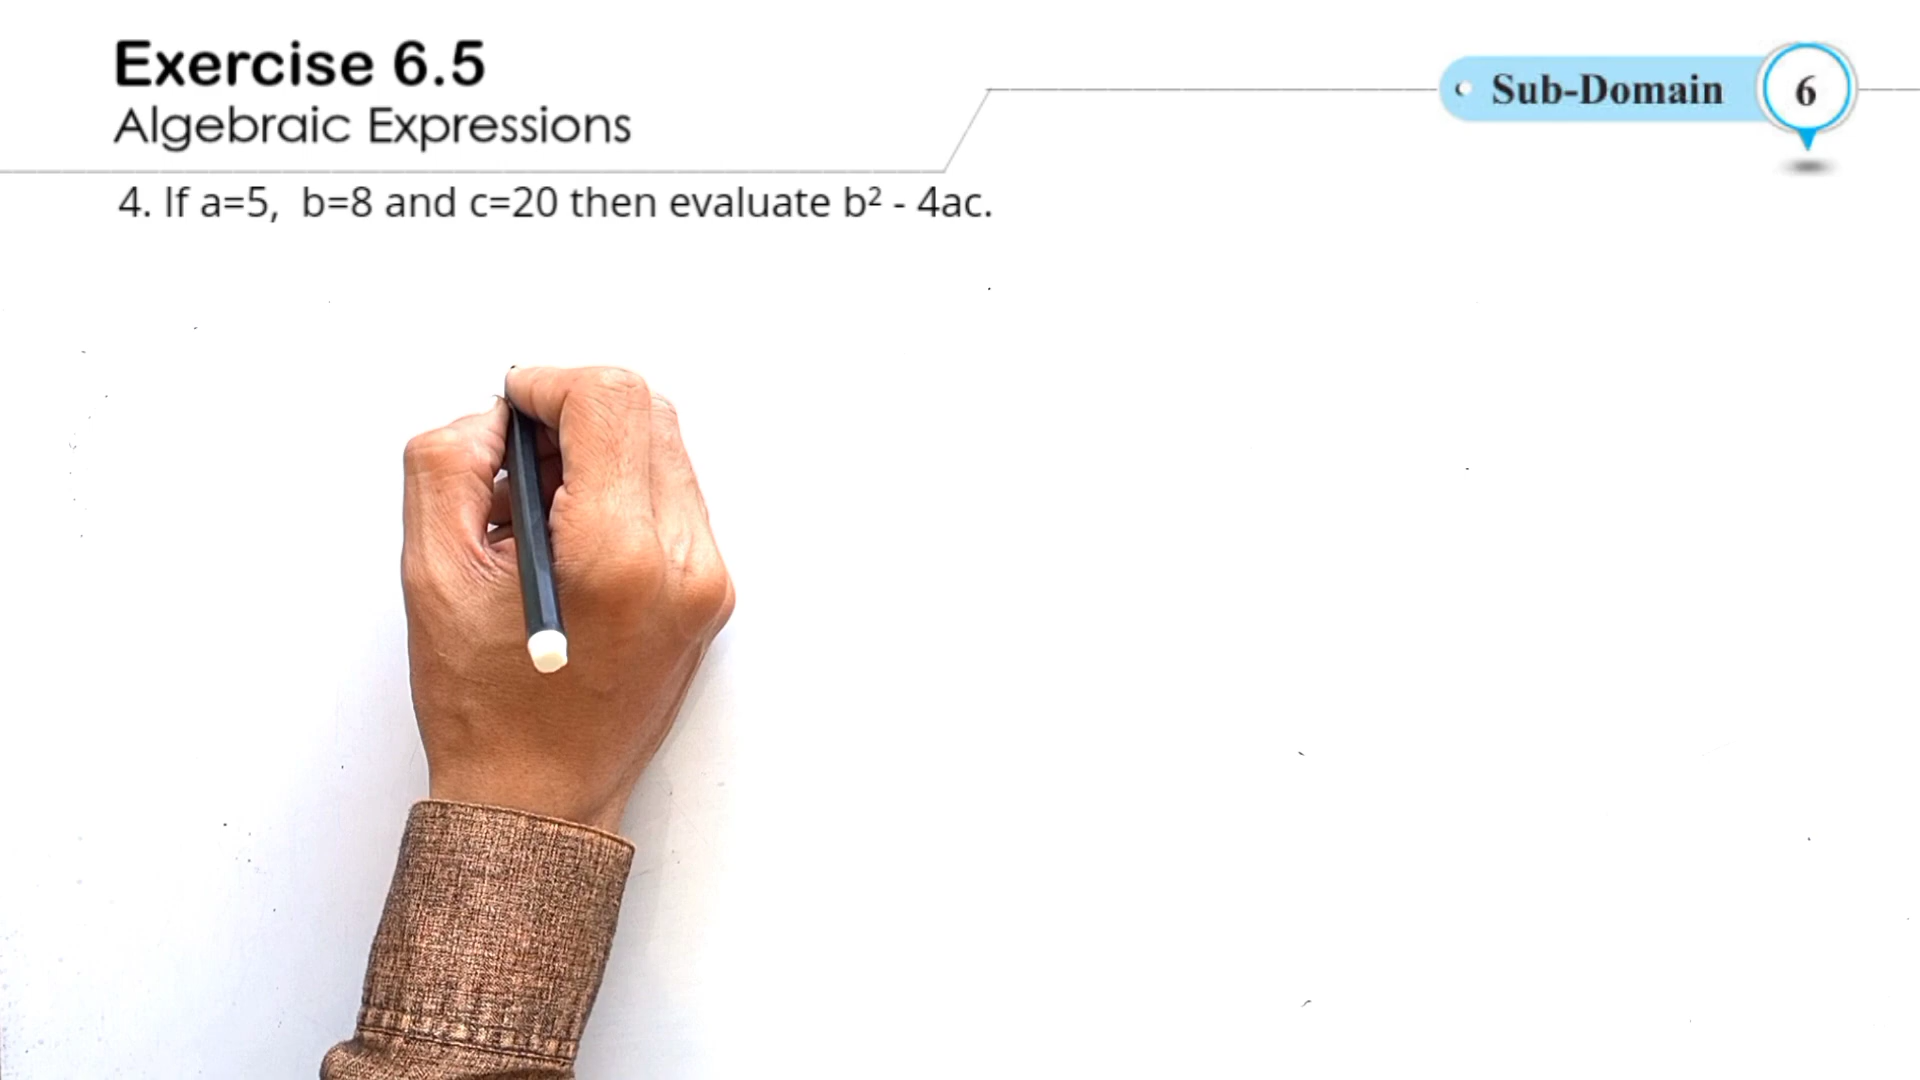 Exercise 6.5
Algebraic Expressions
Sub-Domain 6
4. If a=5, b=8 and c=20 then evaluate b² - 4ac.